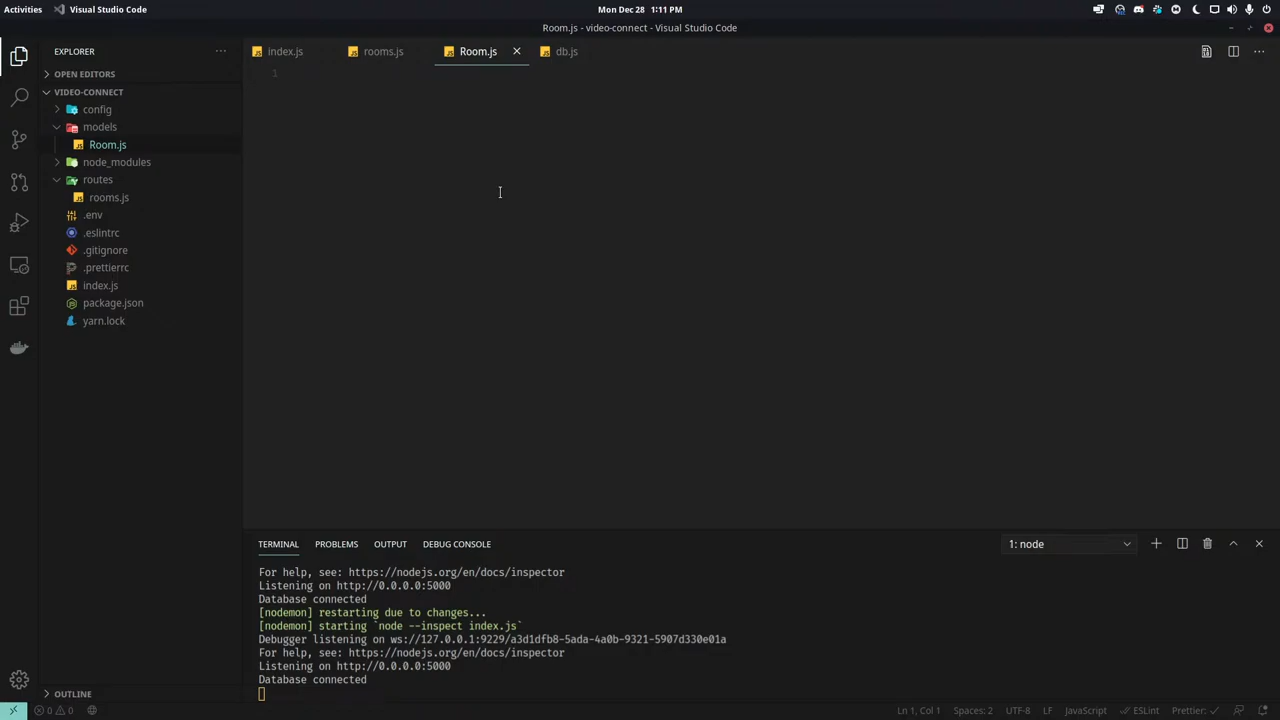 Activities
Visual Studio Code
Mon Dec 28 1:11 PM
Room.js - video-connect - Visual Studio Code
EXPLORER
OPEN EDITORS
VIDEO-CONNECT
config
models
Room.js
node_modules
routes
rooms.js
.env
.eslintrc
.gitignore
.prettierrc
index.js
package.json
yarn.lock
OUTLINE
index.js
rooms.js
Room.js
db.js
1
TERMINAL
PROBLEMS
OUTPUT
DEBUG CONSOLE
1: node
For help, see: https://nodejs.org/en/docs/inspector
Listening on http://0.0.0.0:5000
Database connected
[nodemon] restarting due to changes...
[nodemon] starting `node --inspect index.js`
Debugger listening on ws://127.0.0.1:9229/a3d1dfb8-5ada-4a0b-9321-5907d330e01a
For help, see: https://nodejs.org/en/docs/inspector
Listening on http://0.0.0.0:5000
Database connected
0 0
Ln 1, Col 1
Spaces: 2
UTF-8
LF
JavaScript
ESLint
Prettier: